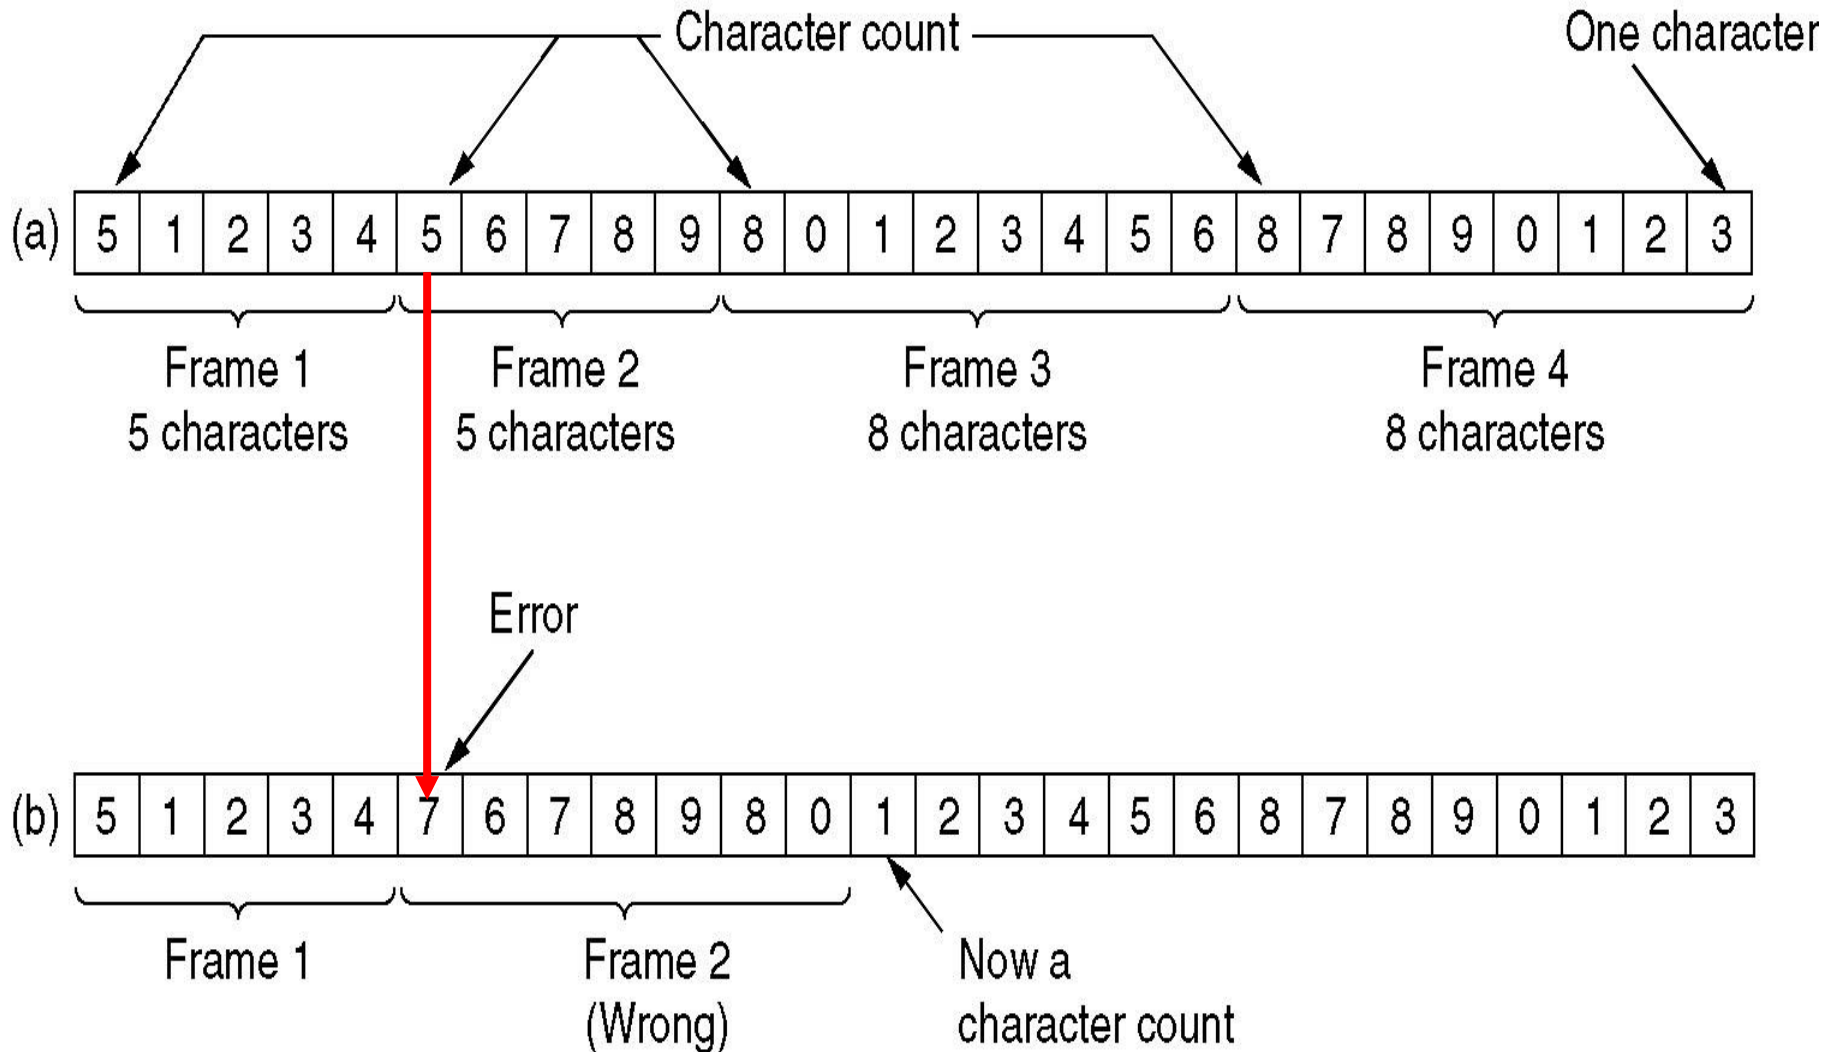 Character count
One character
(a) 5 1 2 3 4 5 6 7 8 9 8 0 1 2 3 4 5 6 8 7 8 9 0 1 2 3
Frame 1
5 characters
Frame 2
5 characters
Frame 3
8 characters
Frame 4
8 characters
Error
(b) 5 1 2 3 4 7 6 7 8 9 8 0 1 2 3 4 5 6 8 7 8 9 0 1 2 3
Frame 1
Frame 2
(Wrong)
Now a
character count